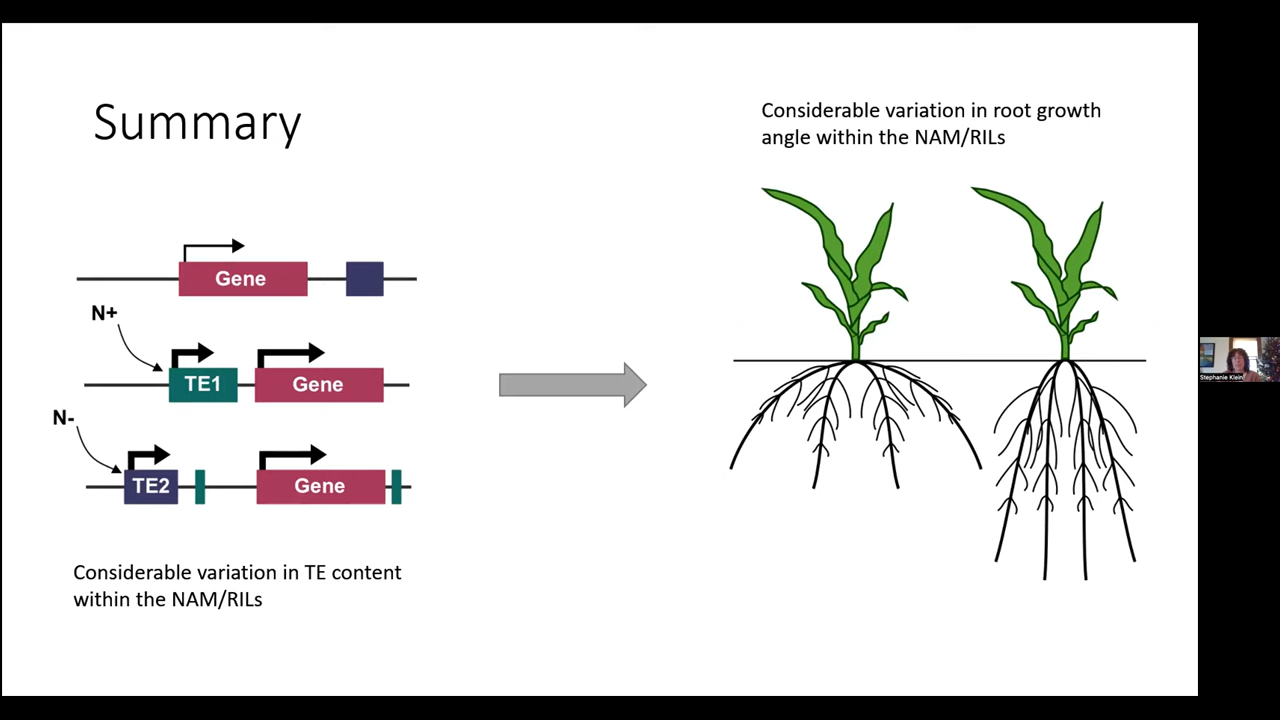 Summary
Considerable variation in root growth
angle within the NAM/RILs
Gene
N+
TE1 Gene
N-
TE2 Gene
Considerable variation in TE content
within the NAM/RILs
Stephanie Klein